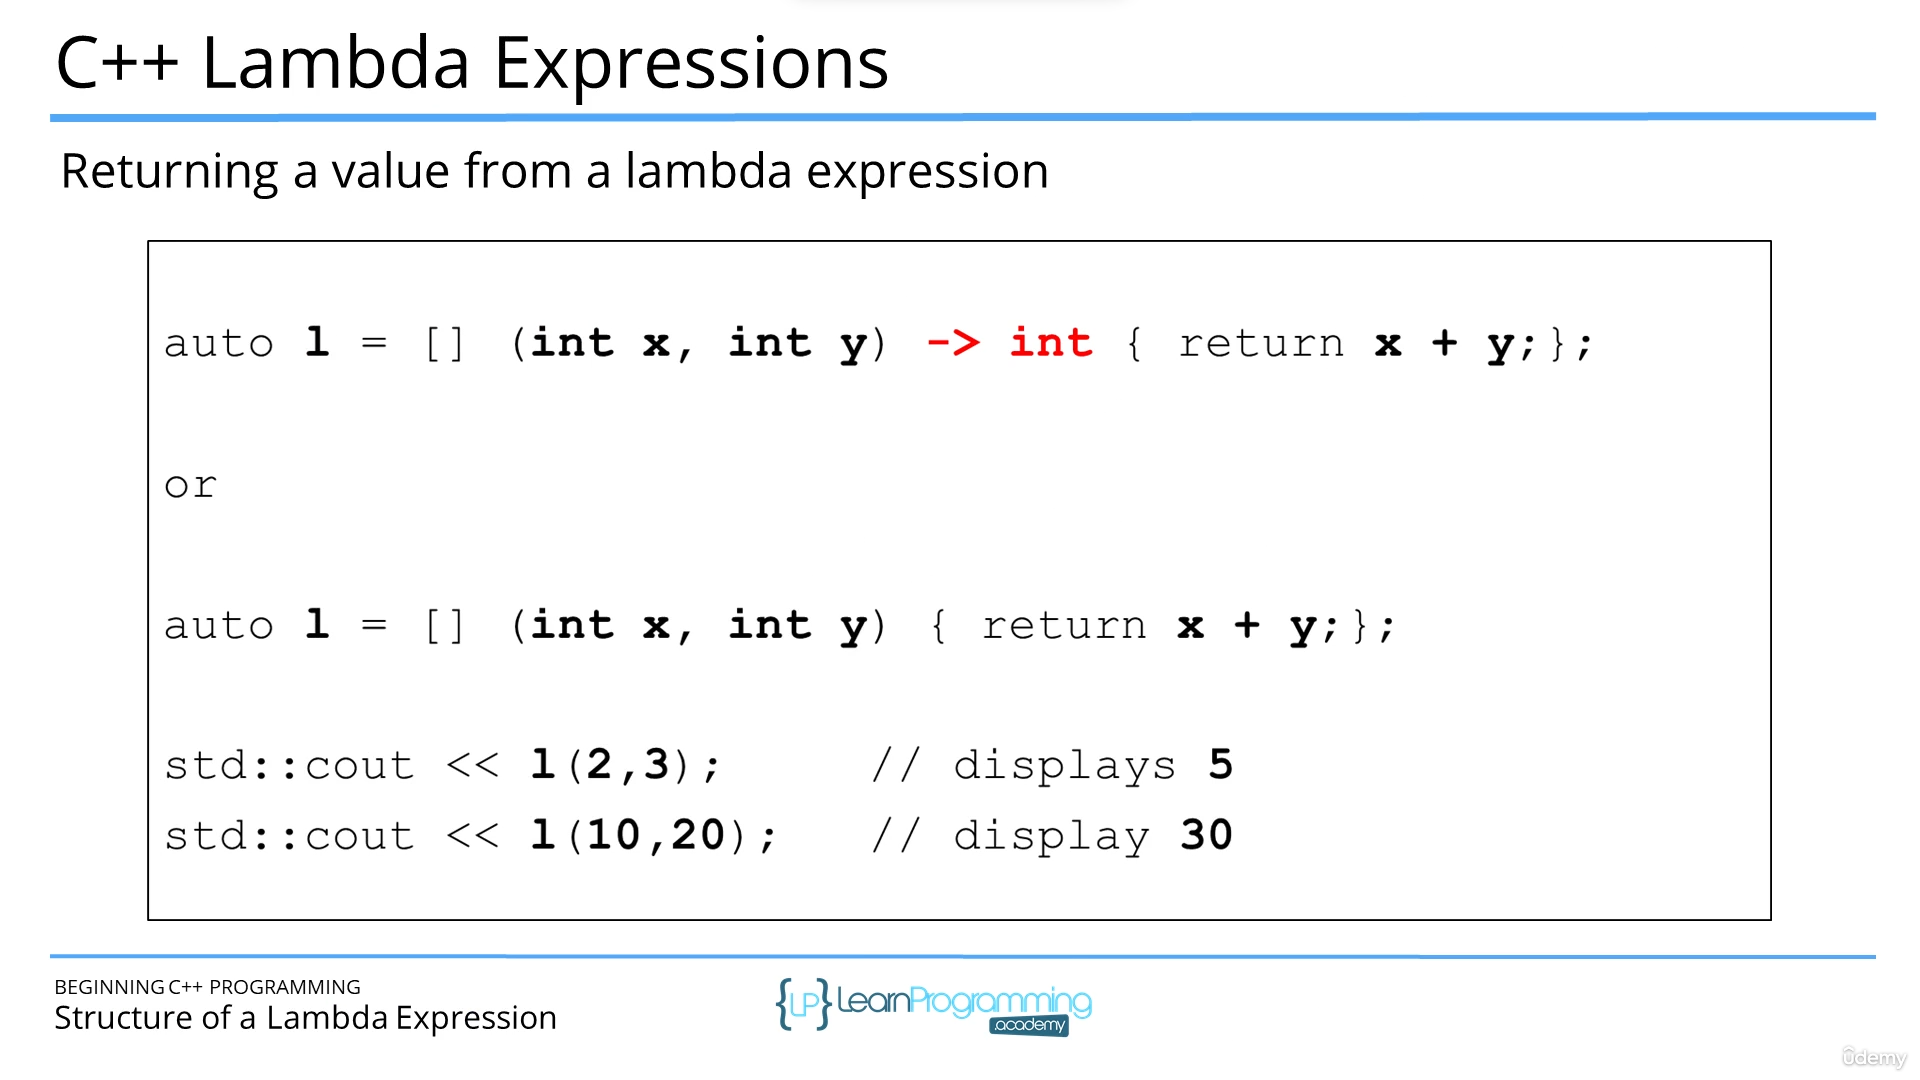 C++ Lambda Expressions
Returning a value from a lambda expression
auto l = [] (int x, int y) -> int { return x + y;};
or
auto l = [] (int x, int y) { return x + y;};
std::cout << l(2,3);     // displays 5
std::cout << l(10,20);   // display 30
BEGINNING C++ PROGRAMMING
Structure of a Lambda Expression
{LP} LearnProgramming
academy
ûdemy